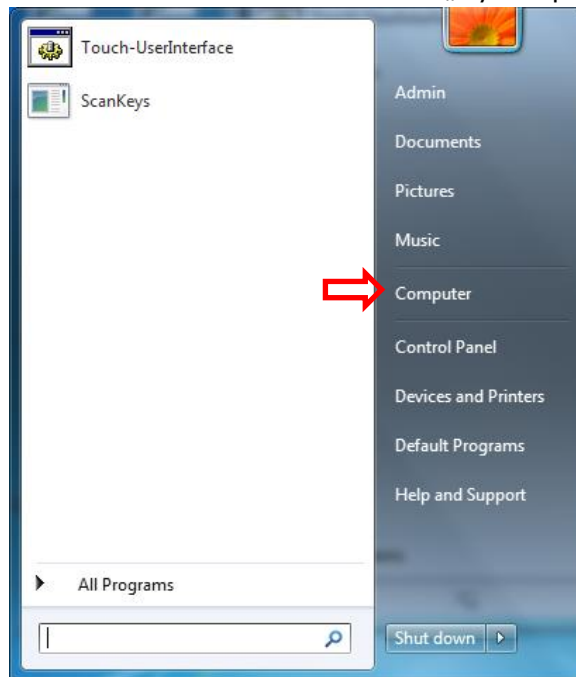 Touch-UserInterface
ScanKeys
All Programs
Admin
Documents
Pictures
Music
Computer
Control Panel
Devices and Printers
Default Programs
Help and Support
Shut down